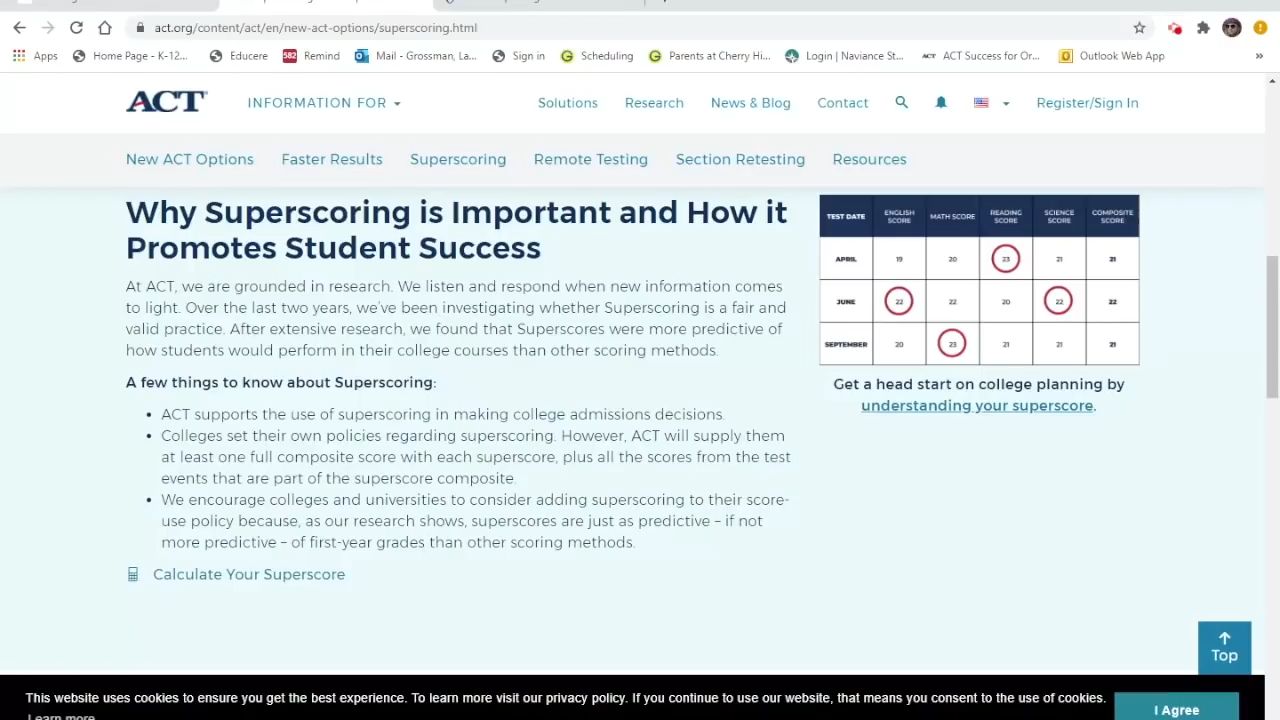 act.org/content/act/en/new-act-options/superscoring.html
Apps Home Page - K-12... Educere Remind Mail - Grossman, La... Sign in Scheduling Parents at Cherry Hi... Login | Naviance St... ACT Success for Or... Outlook Web App »
ACT INFORMATION FOR Solutions Research News & Blog Contact Register/Sign In
New ACT Options Faster Results Superscoring Remote Testing Section Retesting Resources
Why Superscoring is Important and How it
Promotes Student Success
At ACT, we are grounded in research. We listen and respond when new information comes
to light. Over the last two years, we've been investigating whether Superscoring is a fair and
valid practice. After extensive research, we found that Superscores were more predictive of
how students would perform in their college courses than other scoring methods.
A few things to know about Superscoring:
• ACT supports the use of superscoring in making college admissions decisions.
• Colleges set their own policies regarding superscoring. However, ACT will supply them
at least one full composite score with each superscore, plus all the scores from the test
events that are part of the superscore composite.
• We encourage colleges and universities to consider adding superscoring to their score-
use policy because, as our research shows, superscores are just as predictive – if not
more predictive – of first-year grades than other scoring methods.
Calculate Your Superscore
TEST DATE ENGLISH SCORE MATH SCORE READING SCORE SCIENCE SCORE COMPOSITE SCORE
APRIL 19 20 23 21 21
JUNE 22 22 20 22 22
SEPTEMBER 20 23 21 21 21
Get a head start on college planning by
understanding your superscore.
Top
This website uses cookies to ensure you get the best experience. To learn more visit our privacy policy. If you continue to use our website, that means you consent to the use of cookies.
Learn more
I Agree